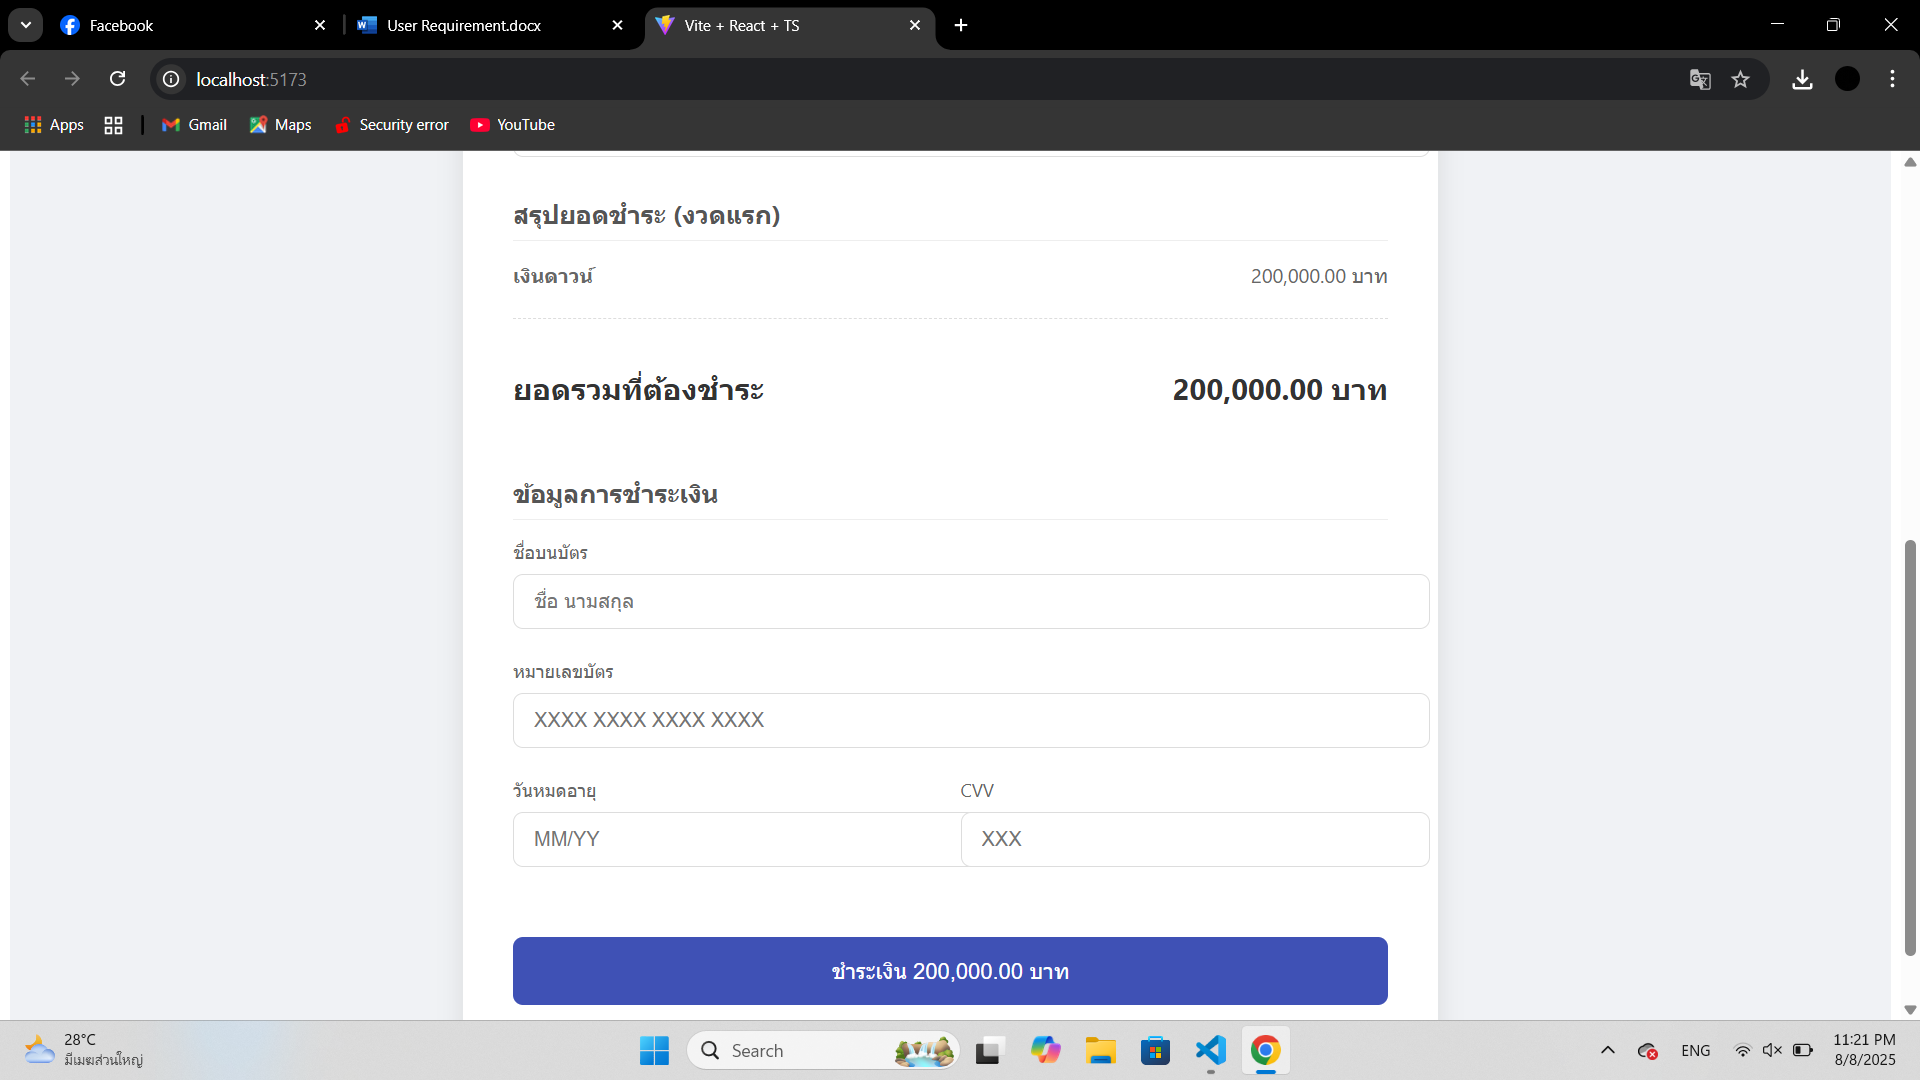 Facebook
User Requirement.docx
Vite + React + TS
localhost:5173
Apps
Gmail
Maps
Security error
YouTube
สรุปยอดชำระ (งวดแรก)
เงินดาวน์ 200,000.00 บาท
ยอดรวมที่ต้องชำระ 200,000.00 บาท
ข้อมูลการชำระเงิน
ชื่อบนบัตร
ชื่อ นามสกุล
หมายเลขบัตร
XXXX XXXX XXXX XXXX
วันหมดอายุ CVV
MM/YY XXX
ชำระเงิน 200,000.00 บาท
28°C
มีเมฆส่วนใหญ่
Search
ENG
11:21 PM
8/8/2025